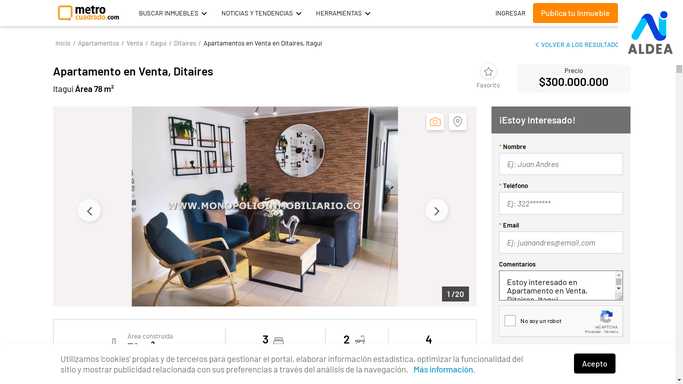 metro
cuadrado.com
BUSCAR INMUEBLES
NOTICIAS Y TENDENCIAS
HERRAMIENTAS
INGRESAR
Publica tu Inmueble
ALDEA
Inicio / Apartamentos / Venta / Itagui / Ditaires / Apartamentos en Venta en Ditaires, Itagui
< VOLVER A LOS RESULTADO
Apartamento en Venta, Ditaires
Itagui Área 78 m²
Favorito
Precio
$300.000.000
WWW.MONOPOLIOINMOBILIARIO.CO
1 / 20
¡Estoy Interesado!
* Nombre
Ej: Juan Andres
* Teléfono
Ej: 322*******
* Email
Ej: juanandres@email.com
Comentarios
Estoy interesado en
Apartamento en Venta,
Ditaires, Itagui
No soy un robot
reCAPTCHA
Privacidad - Términos
Área construida
3
2
4
Utilizamos 'cookies' propias y de terceros para gestionar el portal, elaborar información estadística, optimizar la funcionalidad del
sitio y mostrar publicidad relacionada con sus preferencias a través del análisis de la navegación. Más información.
Acepto